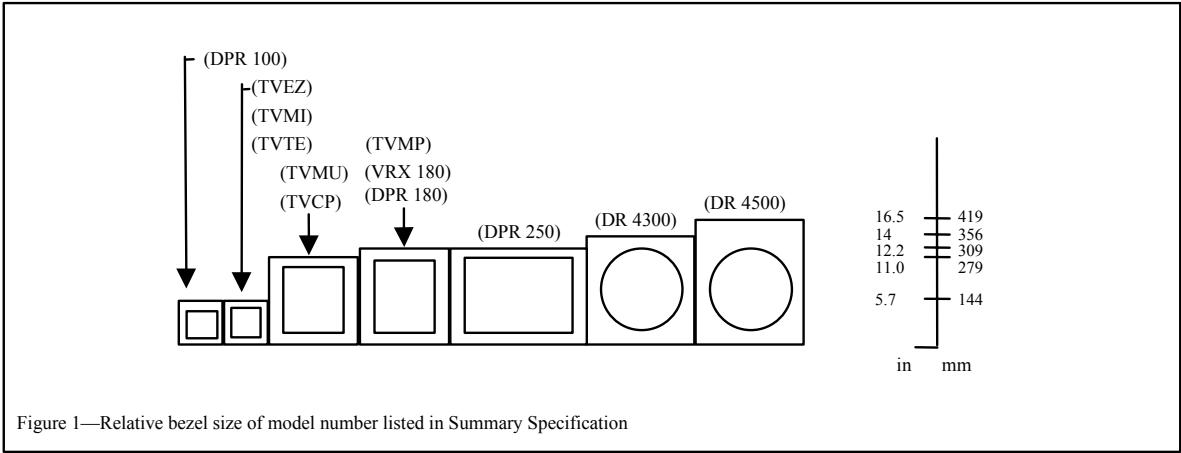 (DPR 100)
(TVEZ)
(TVMI)
(TVTE)
(TVMU)
(TVCP)
(TVMP)
(VRX 180)
(DPR 180)
(DPR 250)
(DR 4300)
(DR 4500)
16.5 419
14 356
12.2 309
11.0 279
5.7 144
in mm
Figure 1—Relative bezel size of model number listed in Summary Specification